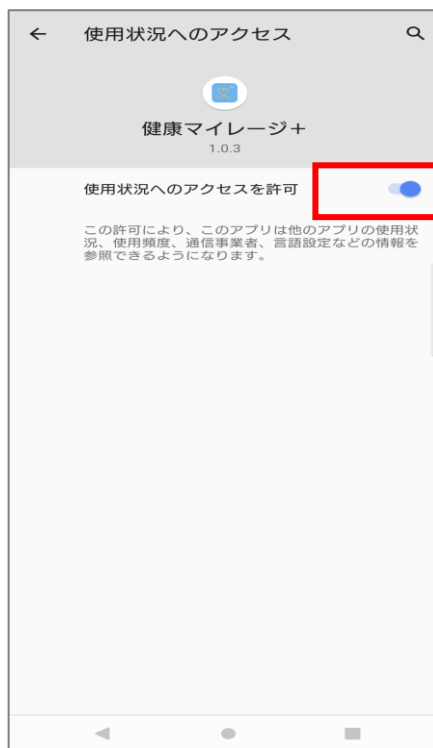 使用状況へのアクセス
健康マイレージ+
1.0.3
使用状況へのアクセスを許可
この許可により、このアプリは他のアプリの使用状
況、使用頻度、通信事業者、言語設定などの情報を
参照できるようになります。